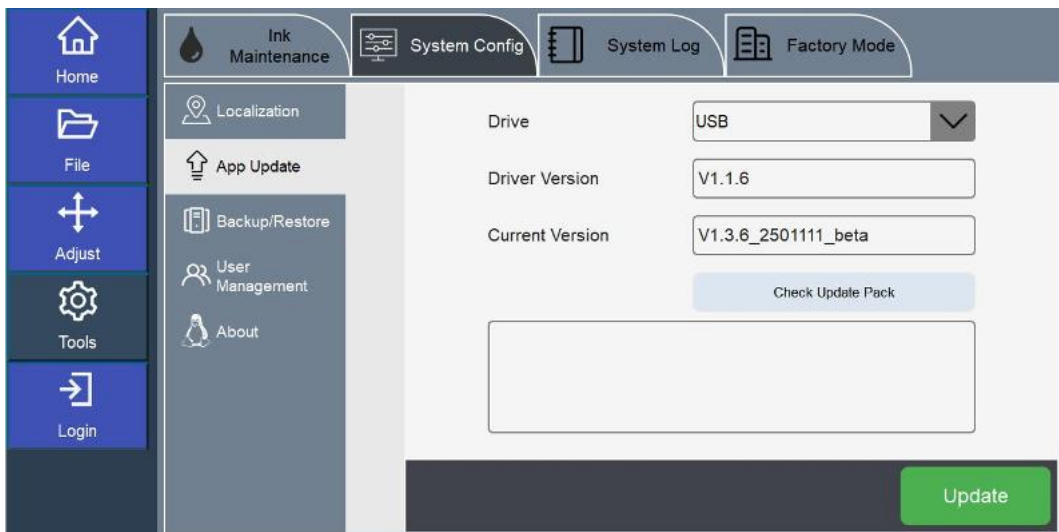 Home
File
Adjust
Tools
Login
Ink
Maintenance
System Config
System Log
Factory Mode
Localization
App Update
Backup/Restore
User
Management
About
Drive
USB
Driver Version
V1.1.6
Current Version
V1.3.6_2501111_beta
Check Update Pack
Update